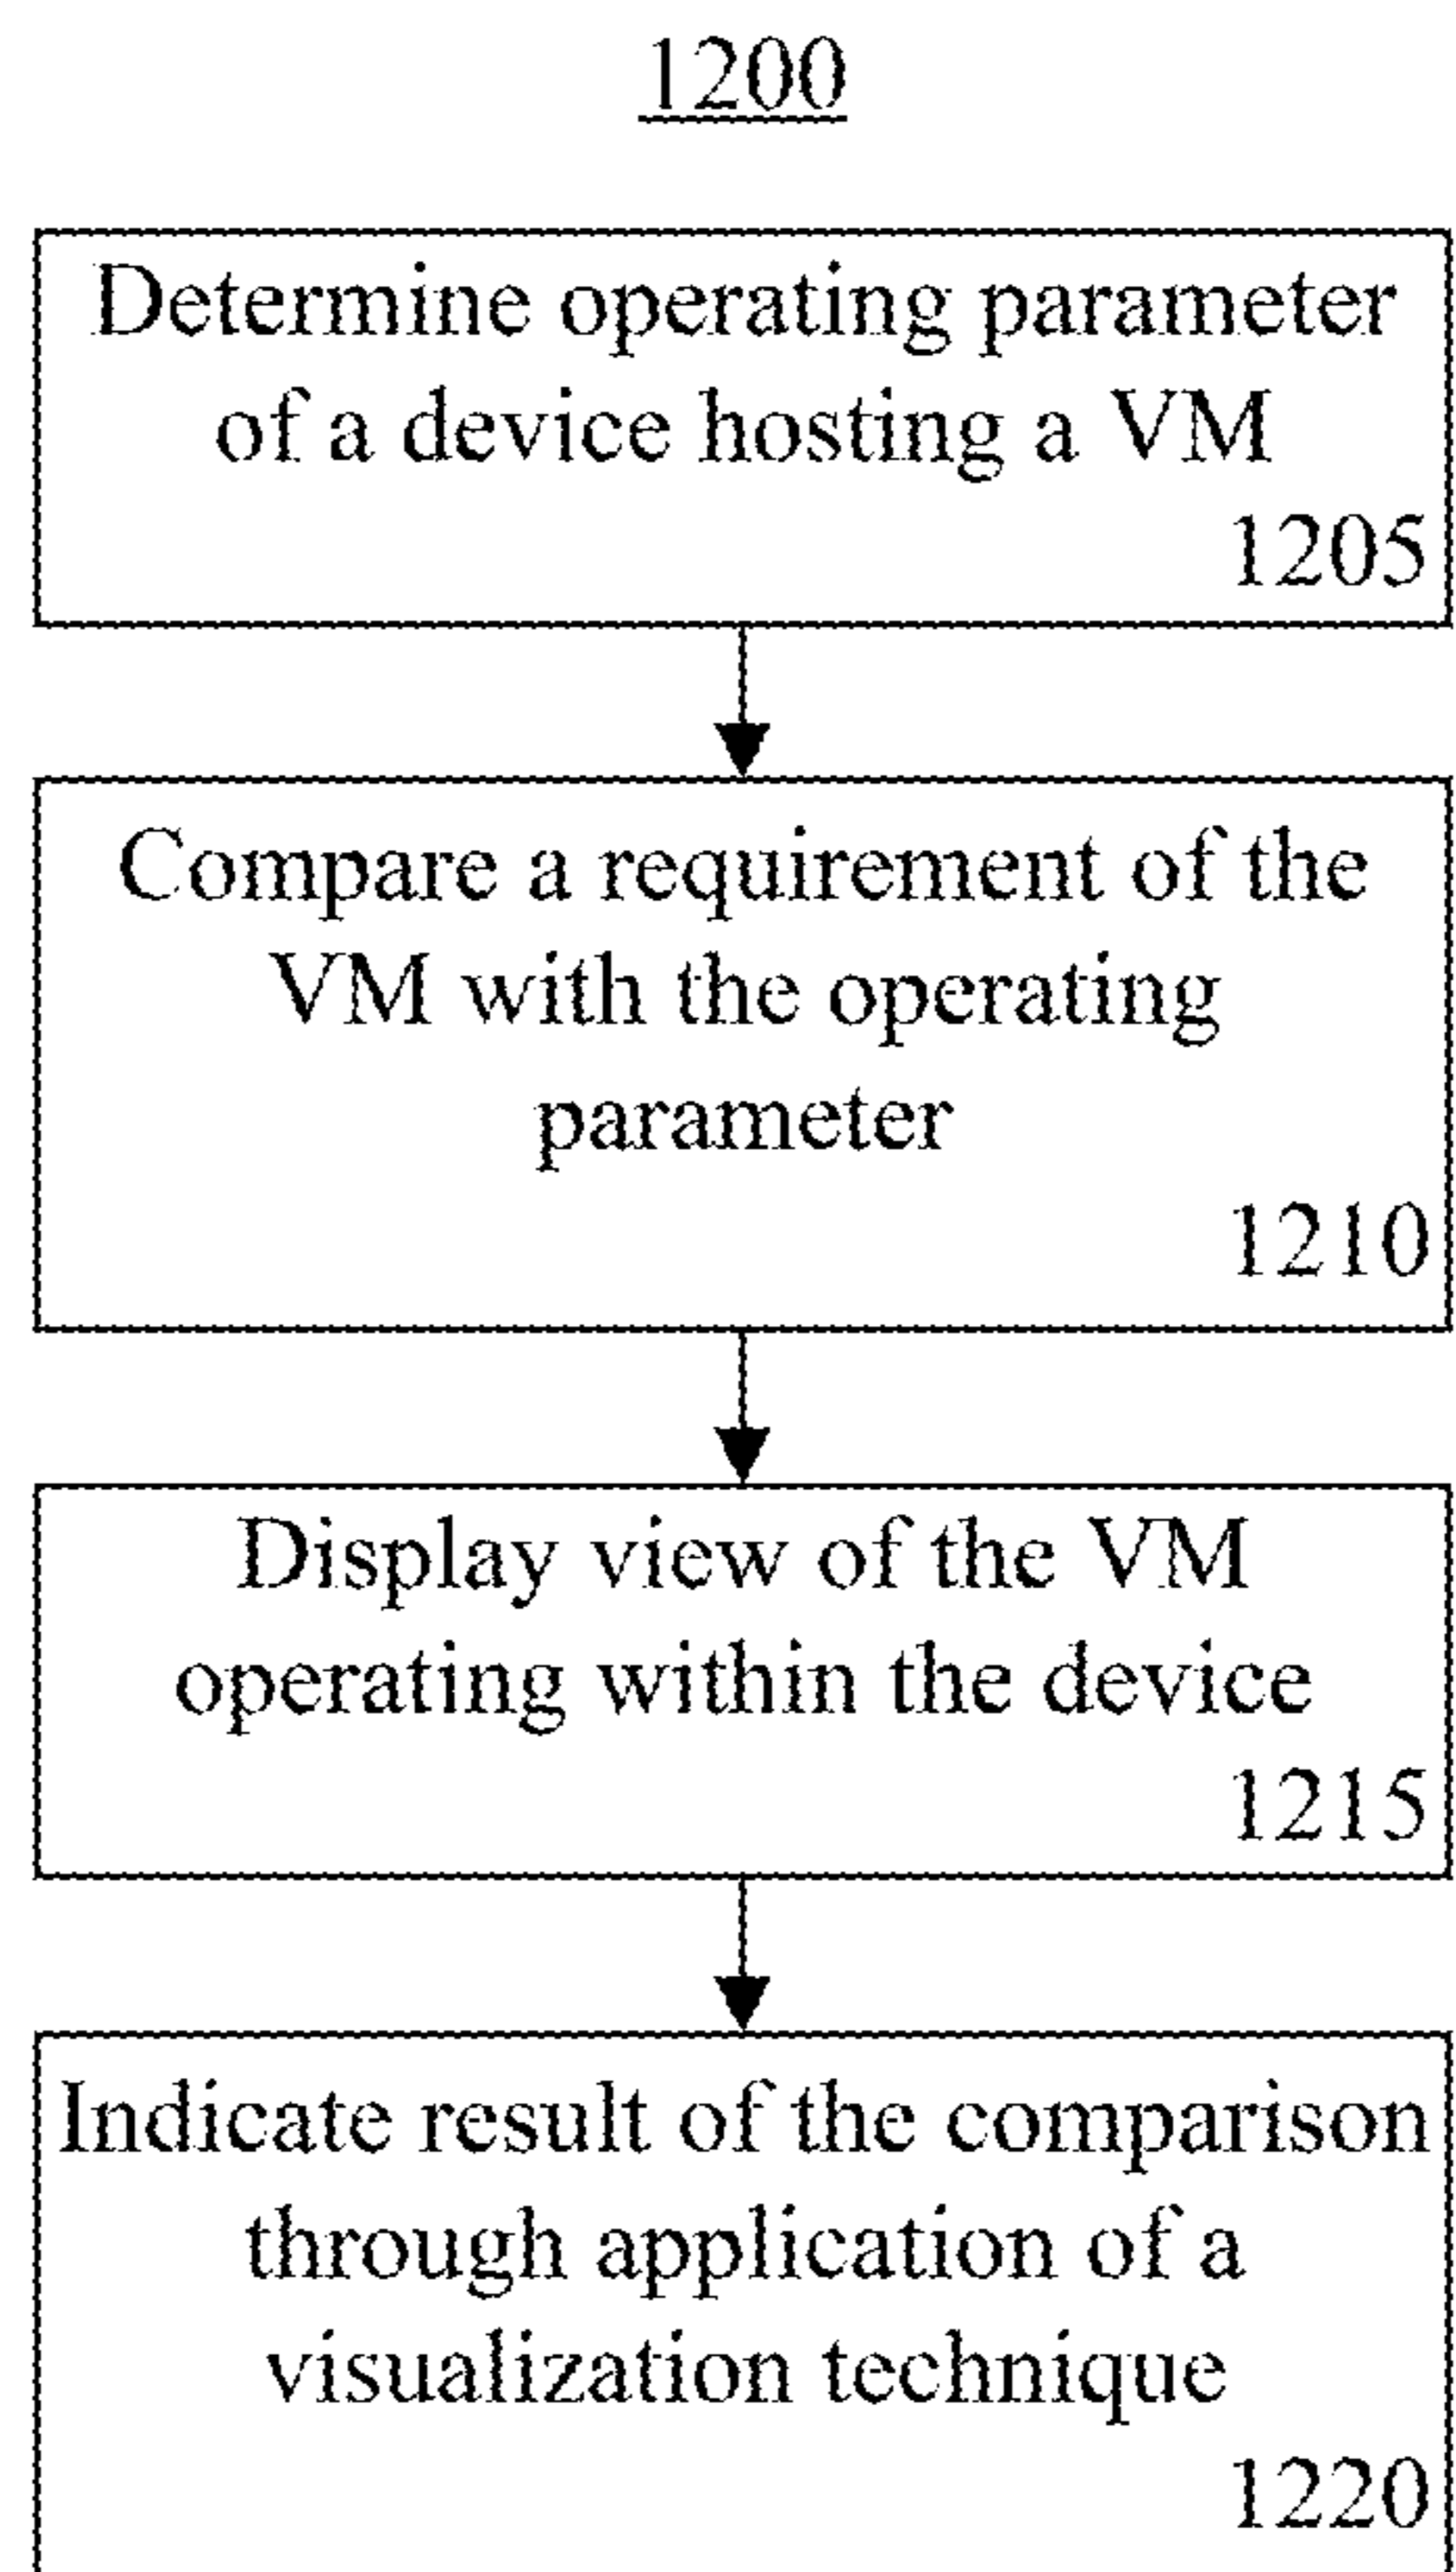 1200
Determine operating parameter
of a device hosting a VM
1205
Compare a requirement of the
VM with the operating
parameter
1210
Display view of the VM
operating within the device
1215
Indicate result of the comparison
through application of a
visualization technique
1220